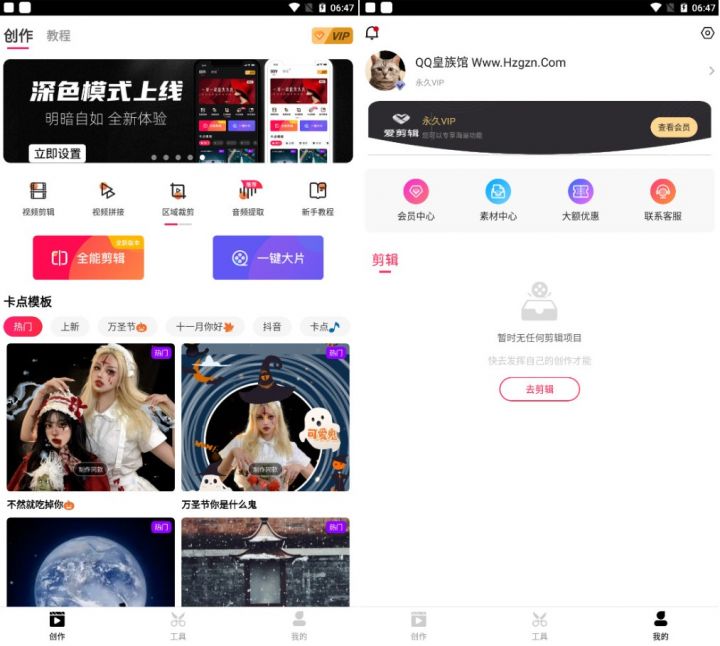 06:47
创作 教程
VIP
深色模式上线
明暗自如 全新体验
立即设置
视频剪辑 视频拼接 区域裁剪 音频提取 新手教程
全能剪辑
一键大片
卡点模板
热门 上新 万圣节🎃 十一月你好🍁 抖音 卡点🎵
热门
制作同款
不然就吃掉你🎃
热门
可爱鬼
制作同款
万圣节你是什么鬼
热门
热门
创作 工具 我的
06:47
QQ皇族馆 Www.Hzgzn.Com
永久VIP
爱剪辑
永久VIP
您可以专享海量功能
查看会员
会员中心 素材中心 大额优惠 联系客服
剪辑
暂时无任何剪辑项目
快去发挥自己的创作才能
去剪辑
创作 工具 我的